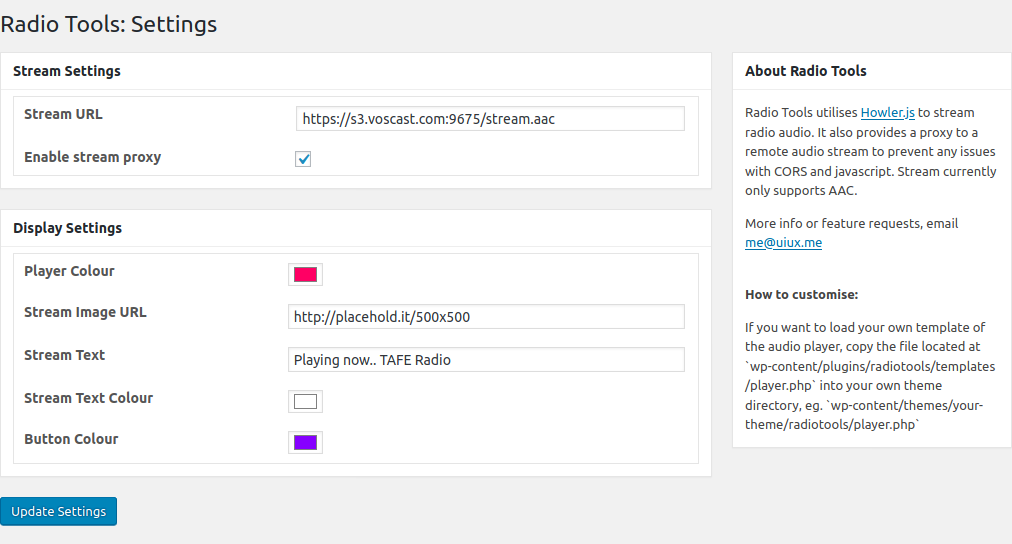 Radio Tools: Settings
Stream Settings
Stream URL
https://s3.voscast.com:9675/stream.aac
Enable stream proxy
Display Settings
Player Colour
Stream Image URL
http://placehold.it/500x500
Stream Text
Playing now.. TAFE Radio
Stream Text Colour
Button Colour
Update Settings
About Radio Tools
Radio Tools utilises Howler.js to stream
radio audio. It also provides a proxy to a
remote audio stream to prevent any issues
with CORS and javascript. Stream currently
only supports AAC.
More info or feature requests, email
me@uiux.me
How to customise:
If you want to load your own template of
the audio player, copy the file located at
`wp-content/plugins/radiotools/templates
/player.php` into your own theme
directory, eg. `wp-content/themes/your-
theme/radiotools/player.php`